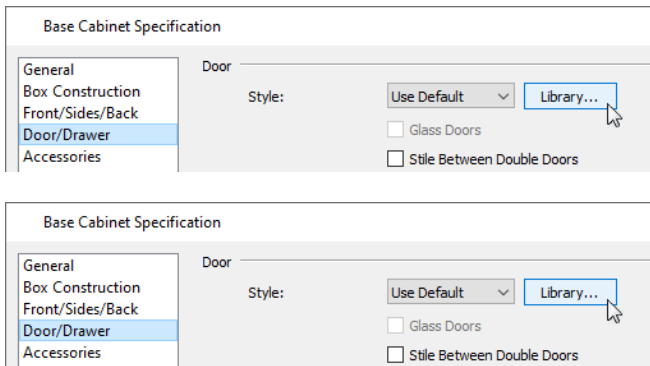 Base Cabinet Specification
General
Box Construction
Front/Sides/Back
Door/Drawer
Accessories
Door
Style:
Use Default
Library...
Glass Doors
Stile Between Double Doors
Base Cabinet Specification
General
Box Construction
Front/Sides/Back
Door/Drawer
Accessories
Door
Style:
Use Default
Library...
Glass Doors
Stile Between Double Doors